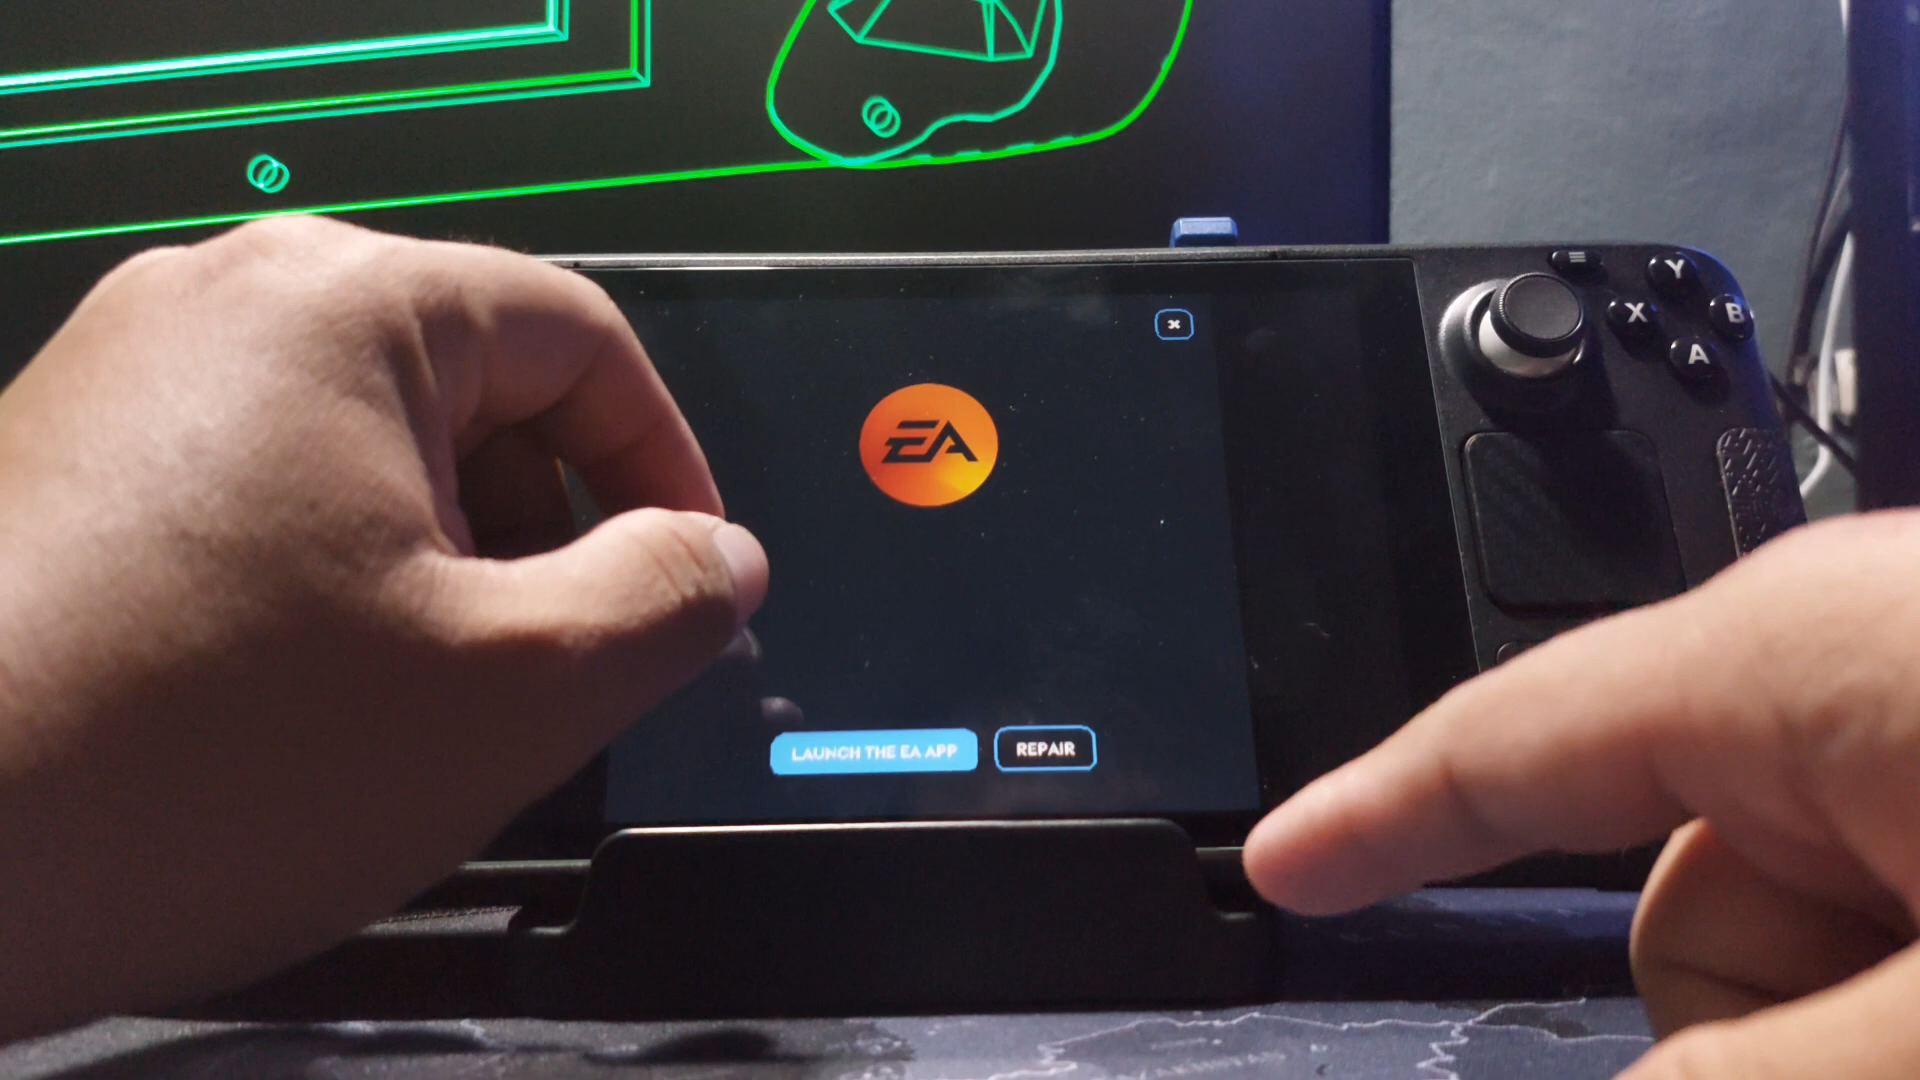 Y
X
B
A
EA
LAUNCH THE EA APP
REPAIR